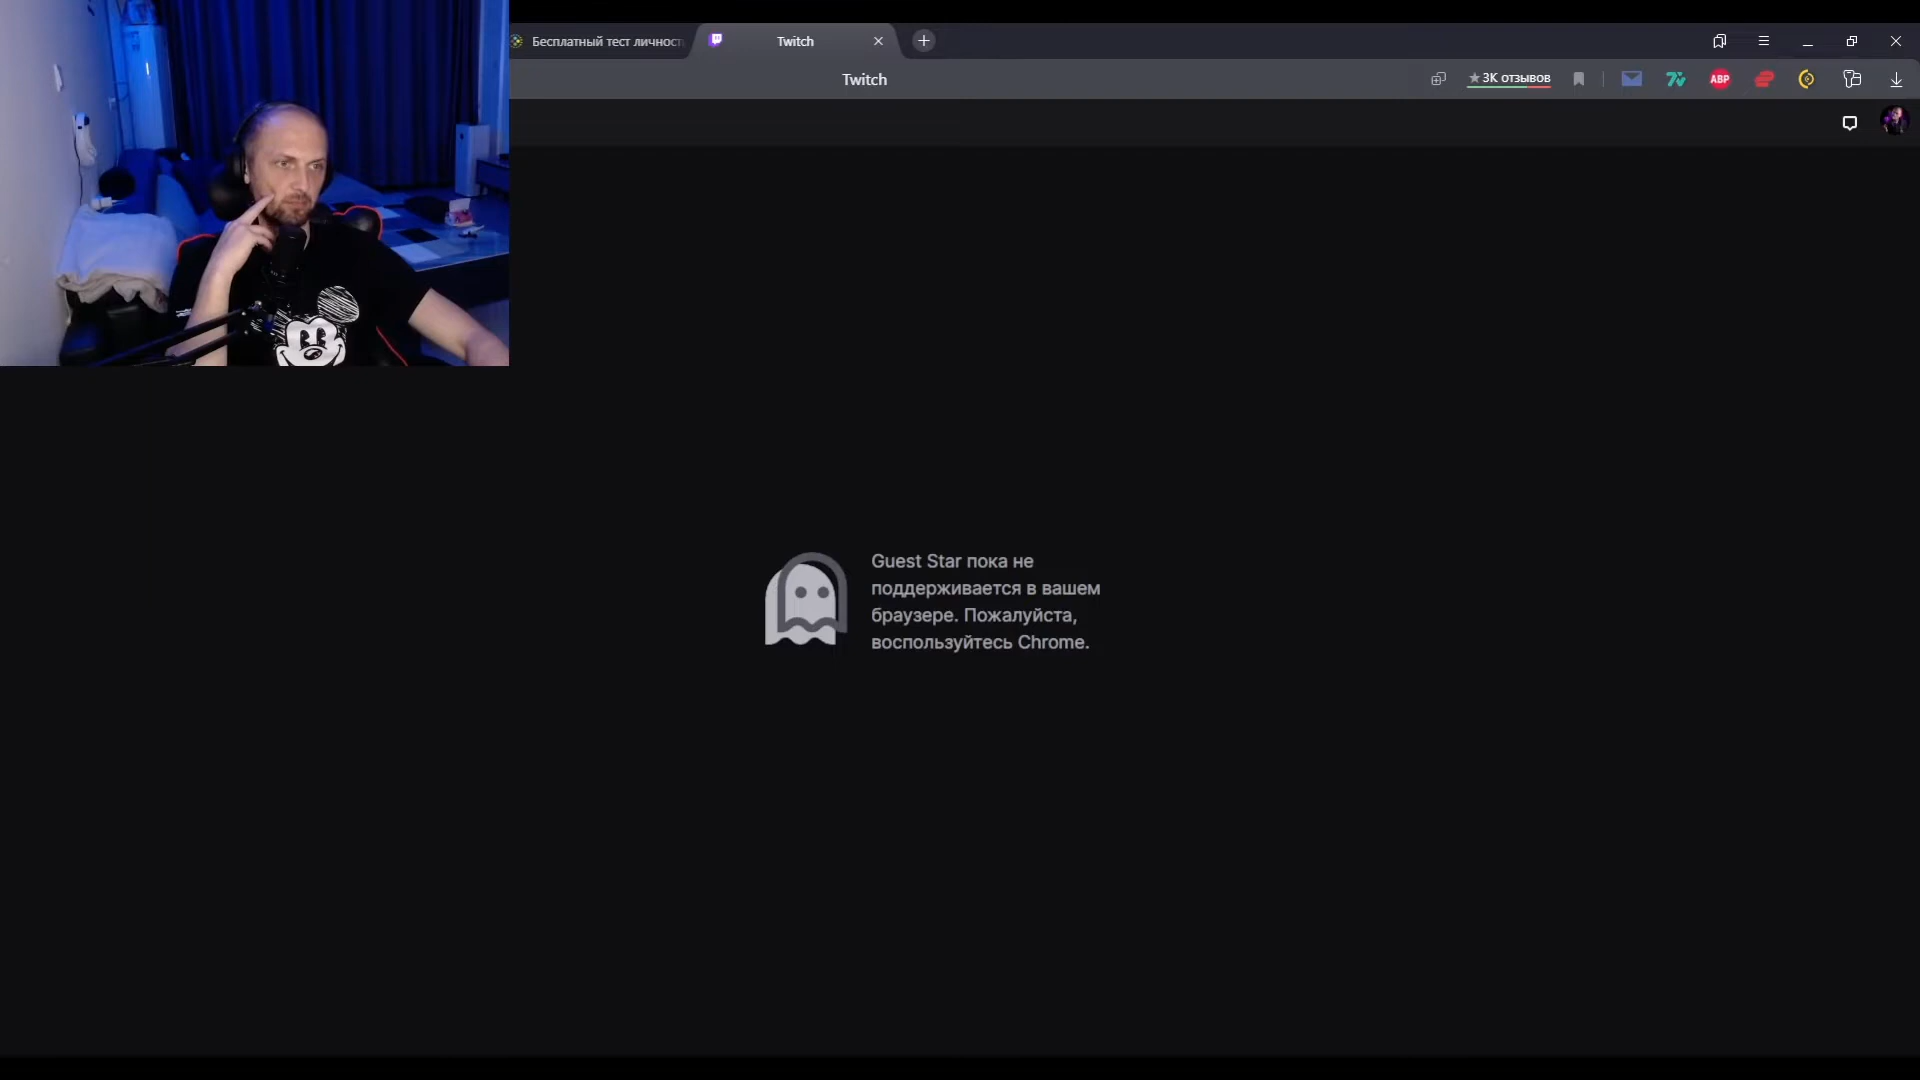 Бесплатный тест личност
Twitch
Twitch
★ 3К отзывов
ABP
Guest Star пока не
поддерживается в вашем
браузере. Пожалуйста,
воспользуйтесь Chrome.